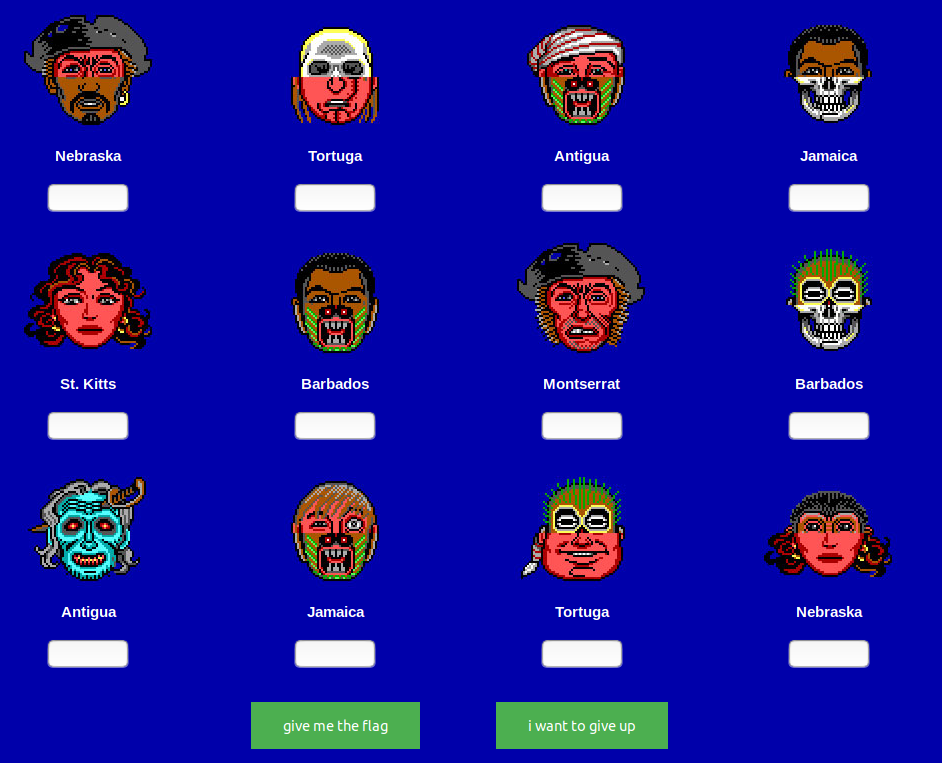 Nebraska
Tortuga
Antigua
Jamaica
St. Kitts
Barbados
Montserrat
Barbados
Antigua
Jamaica
Tortuga
Nebraska
give me the flag
i want to give up